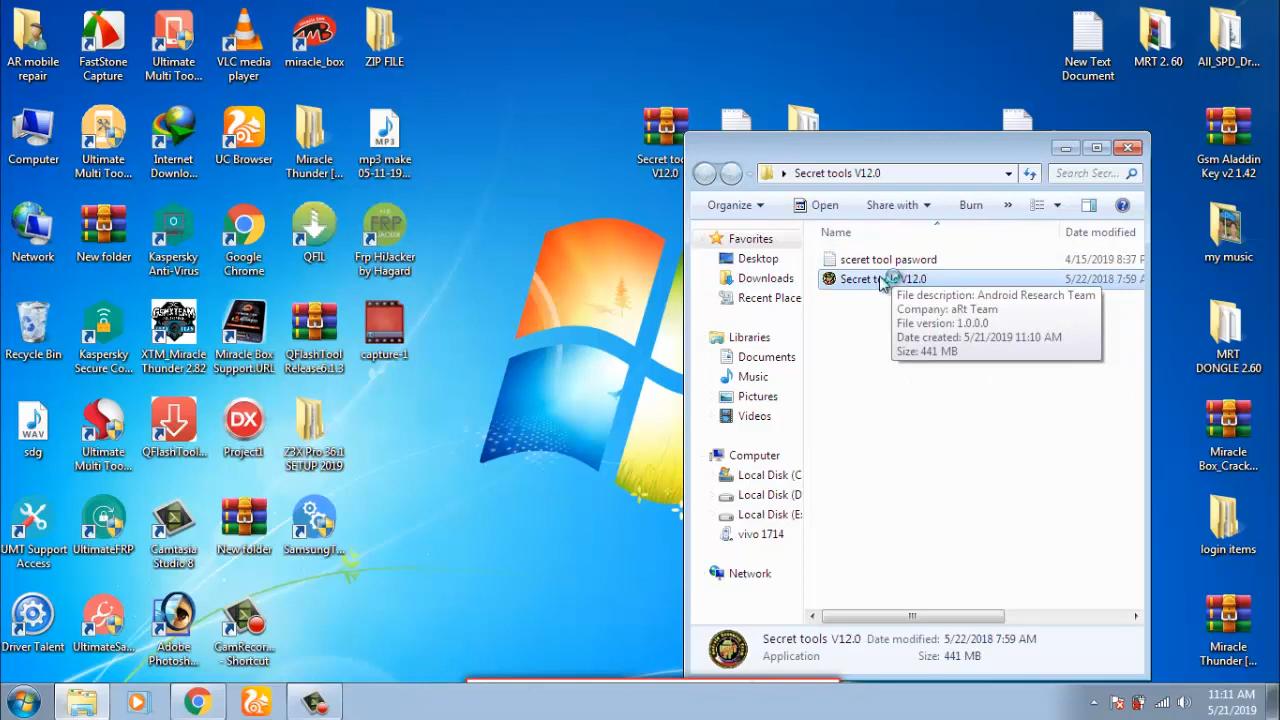 AR mobile
repair
FastStone
Capture
Ultimate
Multi Too...
VLC media
player
miracle_box
ZIP FILE
New Text
Document
MRT 2. 60
All_SPD_Dr...
Computer
Ultimate
Multi Too...
Internet
Downlo...
UC Browser
Miracle
Thunder [...
mp3 make
05-11-19...
Secret too
V12.0
Gsm Aladdin
Key v2 1.42
Network
New folder
Kaspersky
Anti-Virus
Google
Chrome
QFIL
Frp HiJacker
by Hagard
my music
Recycle Bin
Kaspersky
Secure Co...
XTM_Miracle
Thunder 2.82
Miracle Box
Support.URL
QFlashTool
Release6.1.3
capture-1
MRT
DONGLE 2.60
sdg
Ultimate
Multi Too...
QFlashTool...
Project1
Z3X Pro 36.1
SETUP 2019
Miracle
Box_Crack...
UMT Support
Access
UltimateFRP
Camtasia
Studio 8
New folder
SamsungT...
login items
Driver Talent
UltimateSa...
Adobe
Photosh...
CamRecor...
- Shortcut
Miracle
Thunder [...
Secret tools V12.0
Search Secr...
Organize
Open
Share with
Burn
»
Favorites
Desktop
Downloads
Recent Place
Libraries
Documents
Music
Pictures
Videos
Computer
Local Disk (C
Local Disk (D
Local Disk (E:
vivo 1714
Network
Name
Date modified
sceret tool pasword
4/15/2019 8:37 P
V12.0
5/22/2018 7:59 A
File description: Android Research Team
Company: aRt Team
File version: 1.0.0.0
Date created: 5/21/2019 11:10 AM
Size: 441 MB
Secret tools V12.0 Date modified: 5/22/2018 7:59 AM
Application Size: 441 MB
11:11 AM
5/21/2019